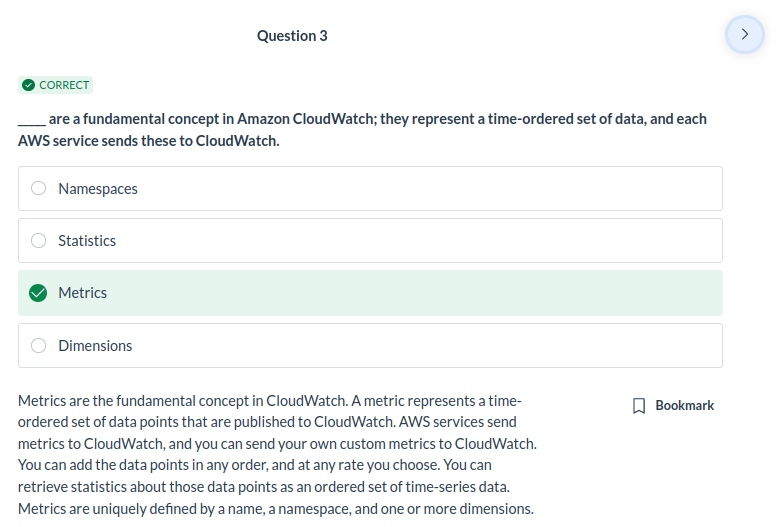 Question 3
CORRECT
_____ are a fundamental concept in Amazon CloudWatch; they represent a time-ordered set of data, and each
AWS service sends these to CloudWatch.
Namespaces
Statistics
Metrics
Dimensions
Metrics are the fundamental concept in CloudWatch. A metric represents a time-
ordered set of data points that are published to CloudWatch. AWS services send
metrics to CloudWatch, and you can send your own custom metrics to CloudWatch.
You can add the data points in any order, and at any rate you choose. You can
retrieve statistics about those data points as an ordered set of time-series data.
Metrics are uniquely defined by a name, a namespace, and one or more dimensions.
Bookmark